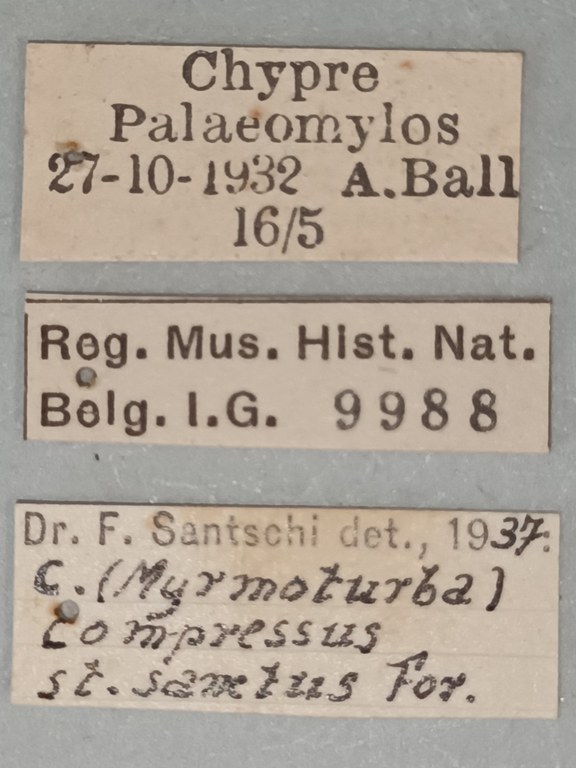 Chypre
Palaeomylos
27-10-1932 A.Ball
16/5
Reg. Mus. Hist. Nat.
Belg. I.G. 9988
Dr. F. Santschi det., 1937.
C. (Myrmoturba)
compressus
st. sanctus For.